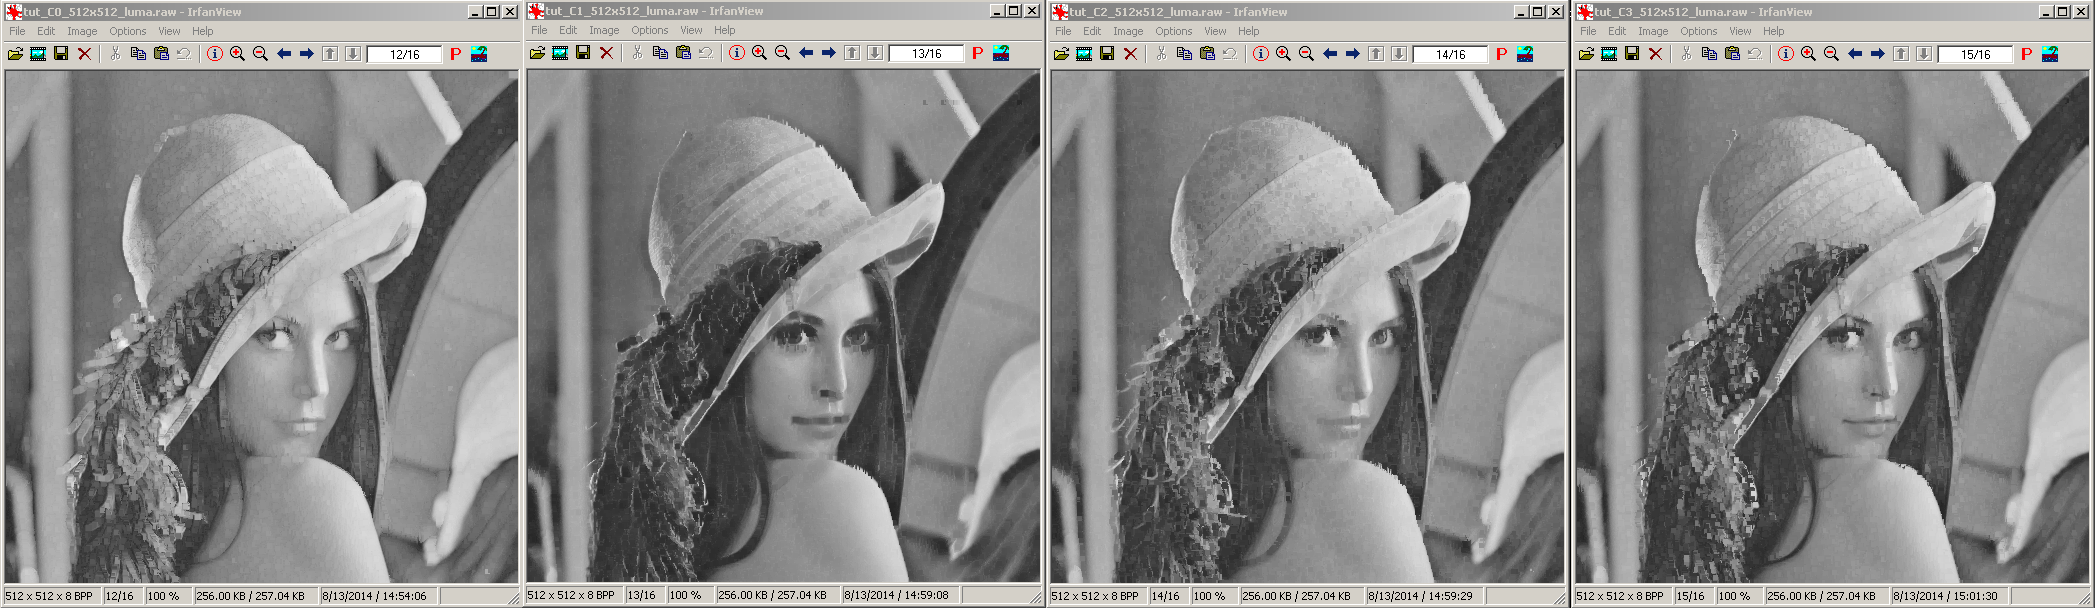 tut_C0_512x512_luma.raw - IrfanView
File Edit Image Options View Help
12/16
P
512 x 512 x 8 BPP 12/16 100 % 256.00 KB / 257.04 KB 8/13/2014 / 14:54:06
tut_C1_512x512_luma.raw - IrfanView
File Edit Image Options View Help
13/16
P
512 x 512 x 8 BPP 13/16 100 % 256.00 KB / 257.04 KB 8/13/2014 / 14:59:08
tut_C2_512x512_luma.raw - IrfanView
File Edit Image Options View Help
14/16
P
512 x 512 x 8 BPP 14/16 100 % 256.00 KB / 257.04 KB 8/13/2014 / 14:59:29
tut_C3_512x512_luma.raw - IrfanView
File Edit Image Options View Help
15/16
P
512 x 512 x 8 BPP 15/16 100 % 256.00 KB / 257.04 KB 8/13/2014 / 15:01:30